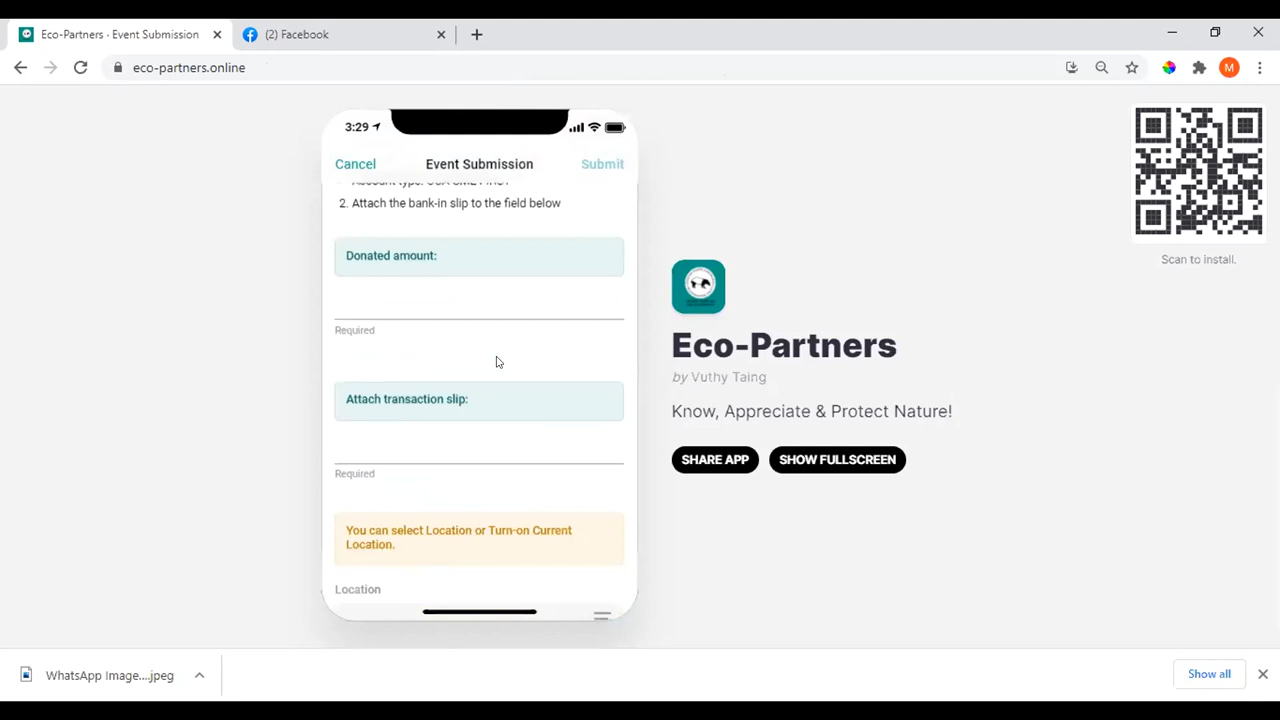 Eco-Partners · Event Submission
(2) Facebook
eco-partners.online
M
3:29
Cancel
Event Submission
Submit
2. Attach the bank-in slip to the field below
Donated amount:
Required
Attach transaction slip:
Required
You can select Location or Turn-on Current
Location.
Location
Scan to install.
Eco-Partners
by Vuthy Taing
Know, Appreciate & Protect Nature!
SHARE APP
SHOW FULLSCREEN
WhatsApp Image....jpeg
Show all